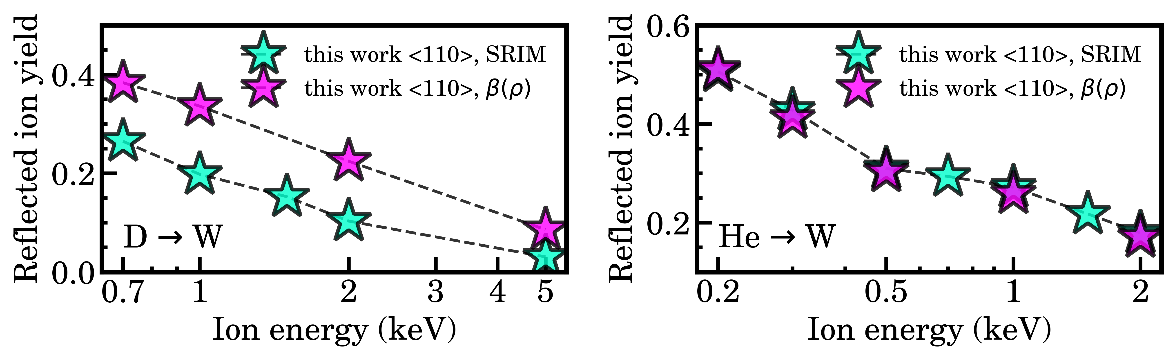 Reflected ion yield
0.4
0.2
0.0
this work <110>, SRIM
this work <110>, β(ρ)
D → W
0.7 1 2 3 4 5
Ion energy (keV)
Reflected ion yield
0.6
0.4
0.2
this work <110>, SRIM
this work <110>, β(ρ)
He → W
0.2 0.5 1 2
Ion energy (keV)